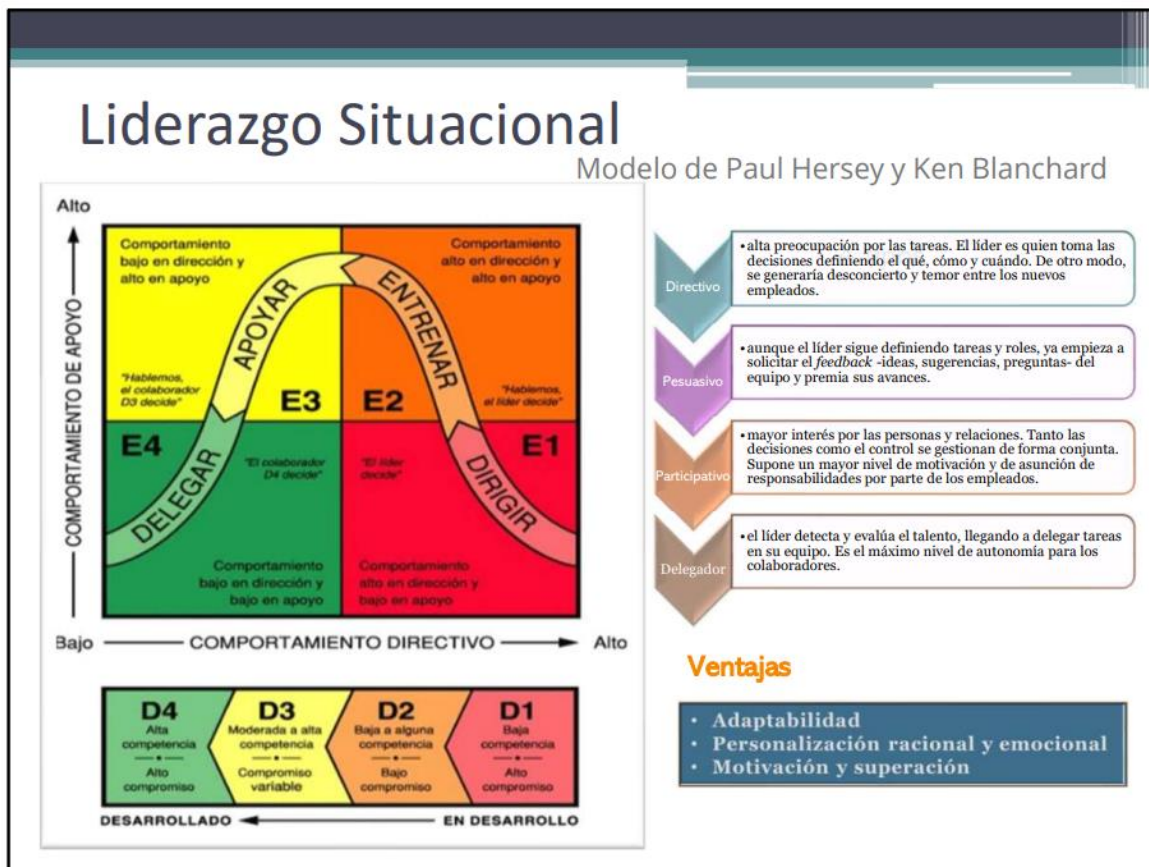 Liderazgo Situacional
Modelo de Paul Hersey y Ken Blanchard
Alto
COMPORTAMIENTO DE APOYO
Comportamiento
bajo en dirección y
alto en apoyo
Comportamiento
alto en dirección y
alto en apoyo
APOYAR
ENTRENAR
"Hablemos,
el colaborador
D3 decide"
E3
E2
"Hablemos,
el líder decide"
E4
"El colaborador
D4 decide"
"El líder
decide"
E1
DELEGAR
DIRIGIR
Comportamiento
bajo en dirección y
bajo en apoyo
Comportamiento
alto en dirección y
bajo en apoyo
Bajo
COMPORTAMIENTO DIRECTIVO
Alto
D4
Alta
competencia
Alto
compromiso
D3
Moderada a alta
competencia
Compromiso
variable
D2
Baja a alguna
competencia
Bajo
compromiso
D1
Baja
competencia
Alto
compromiso
DESARROLLADO
EN DESARROLLO
Directivo
•alta preocupación por las tareas. El líder es quien toma las
decisiones definiendo el qué, cómo y cuándo. De otro modo,
se generaría desconcierto y temor entre los nuevos
empleados.
Pesuasivo
•aunque el líder sigue definiendo tareas y roles, ya empieza a
solicitar el feedback -ideas, sugerencias, preguntas- del
equipo y premia sus avances.
Participativo
•mayor interés por las personas y relaciones. Tanto las
decisiones como el control se gestionan de forma conjunta.
Supone un mayor nivel de motivación y de asunción de
responsabilidades por parte de los empleados.
Delegador
•el líder detecta y evalúa el talento, llegando a delegar tareas
en su equipo. Es el máximo nivel de autonomía para los
colaboradores.
Ventajas
• Adaptabilidad
• Personalización racional y emocional
• Motivación y superación